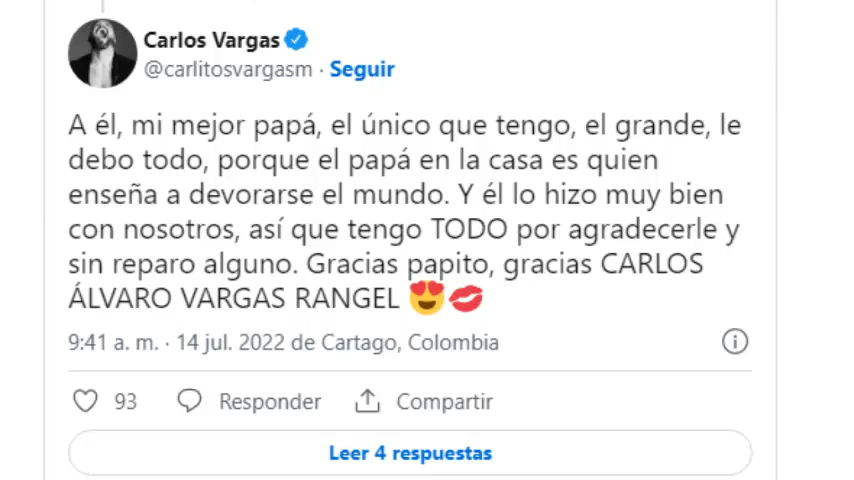 Carlos Vargas
@carlitosvargasm · Seguir
A él, mi mejor papá, el único que tengo, el grande, le
debo todo, porque el papá en la casa es quien
enseña a devorarse el mundo. Y él lo hizo muy bien
con nosotros, así que tengo TODO por agradecerle y
sin reparo alguno. Gracias papito, gracias CARLOS
ÁLVARO VARGAS RANGEL 😍💋
9:41 a. m. · 14 jul. 2022 de Cartago, Colombia
93 Responder Compartir
Leer 4 respuestas